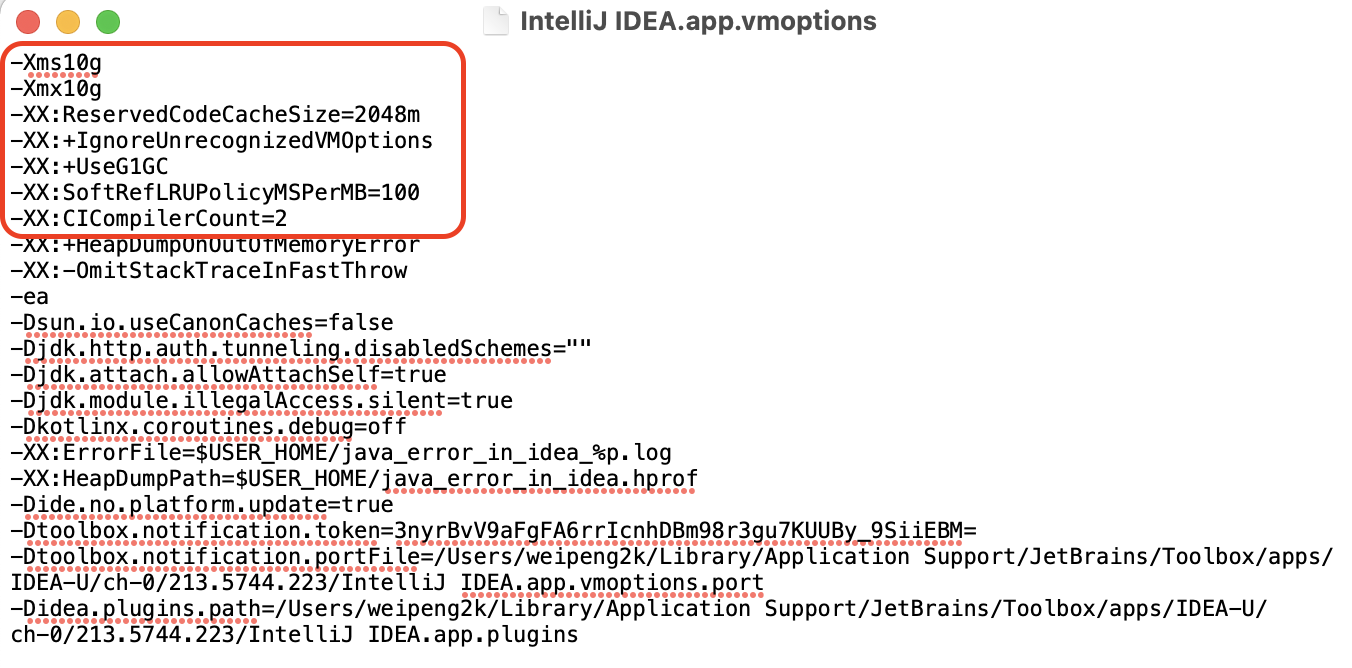 IntelliJ IDEA.app.vmoptions
-Xms10g
-Xmx10g
-XX:ReservedCodeCacheSize=2048m
-XX:+IgnoreUnrecognizedVMOptions
-XX:+UseG1GC
-XX:SoftRefLRUPolicyMSPerMB=100
-XX:CICompilerCount=2
-XX:+HeapDumpOnOutOfMemoryError
-XX:-OmitStackTraceInFastThrow
-ea
-Dsun.io.useCanonCaches=false
-Djdk.http.auth.tunneling.disabledSchemes=""
-Djdk.attach.allowAttachSelf=true
-Djdk.module.illegalAccess.silent=true
-Dkotlinx.coroutines.debug=off
-XX:ErrorFile=$USER_HOME/java_error_in_idea_%p.log
-XX:HeapDumpPath=$USER_HOME/java_error_in_idea.hprof
-Dide.no.platform.update=true
-Dtoolbox.notification.token=3nyrBvV9aFgFA6rrIcnhDBm98r3gu7KUUBy_9SiiEBM=
-Dtoolbox.notification.portFile=/Users/weipeng2k/Library/Application Support/JetBrains/Toolbox/apps/
IDEA-U/ch-0/213.5744.223/IntelliJ IDEA.app.vmoptions.port
-Didea.plugins.path=/Users/weipeng2k/Library/Application Support/JetBrains/Toolbox/apps/IDEA-U/
ch-0/213.5744.223/IntelliJ IDEA.app.plugins